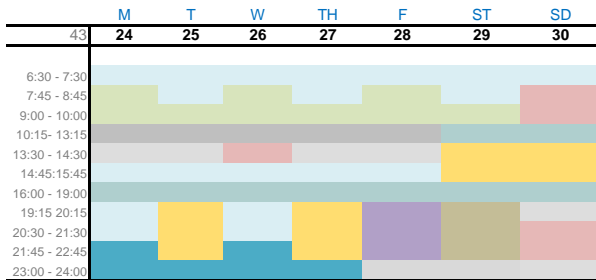 M T W TH F ST SD
43 24 25 26 27 28 29 30
6:30 - 7:30
7:45 - 8:45
9:00 - 10:00
10:15- 13:15
13:30 - 14:30
14:45:15:45
16:00 - 19:00
19:15 20:15
20:30 - 21:30
21:45 - 22:45
23:00 - 24:00